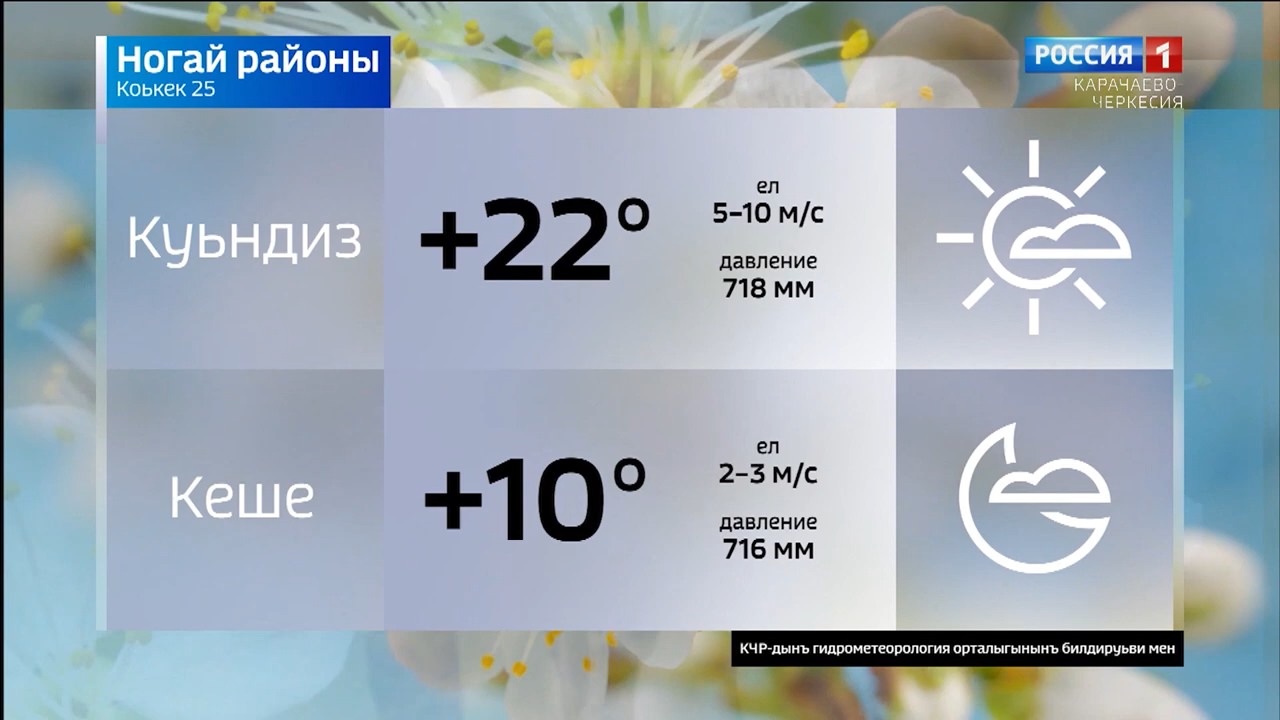 Ногай районы
Коькек 25
РОССИЯ 1
КАРАЧАЕВО
ЧЕРКЕСИЯ
Куьндиз
+22°
ел
5-10 м/с
давление
718 мм
Кеше
+10°
ел
2-3 м/с
давление
716 мм
КЧР-дынъ гидрометеорология орталыгынынъ билдируьви мен